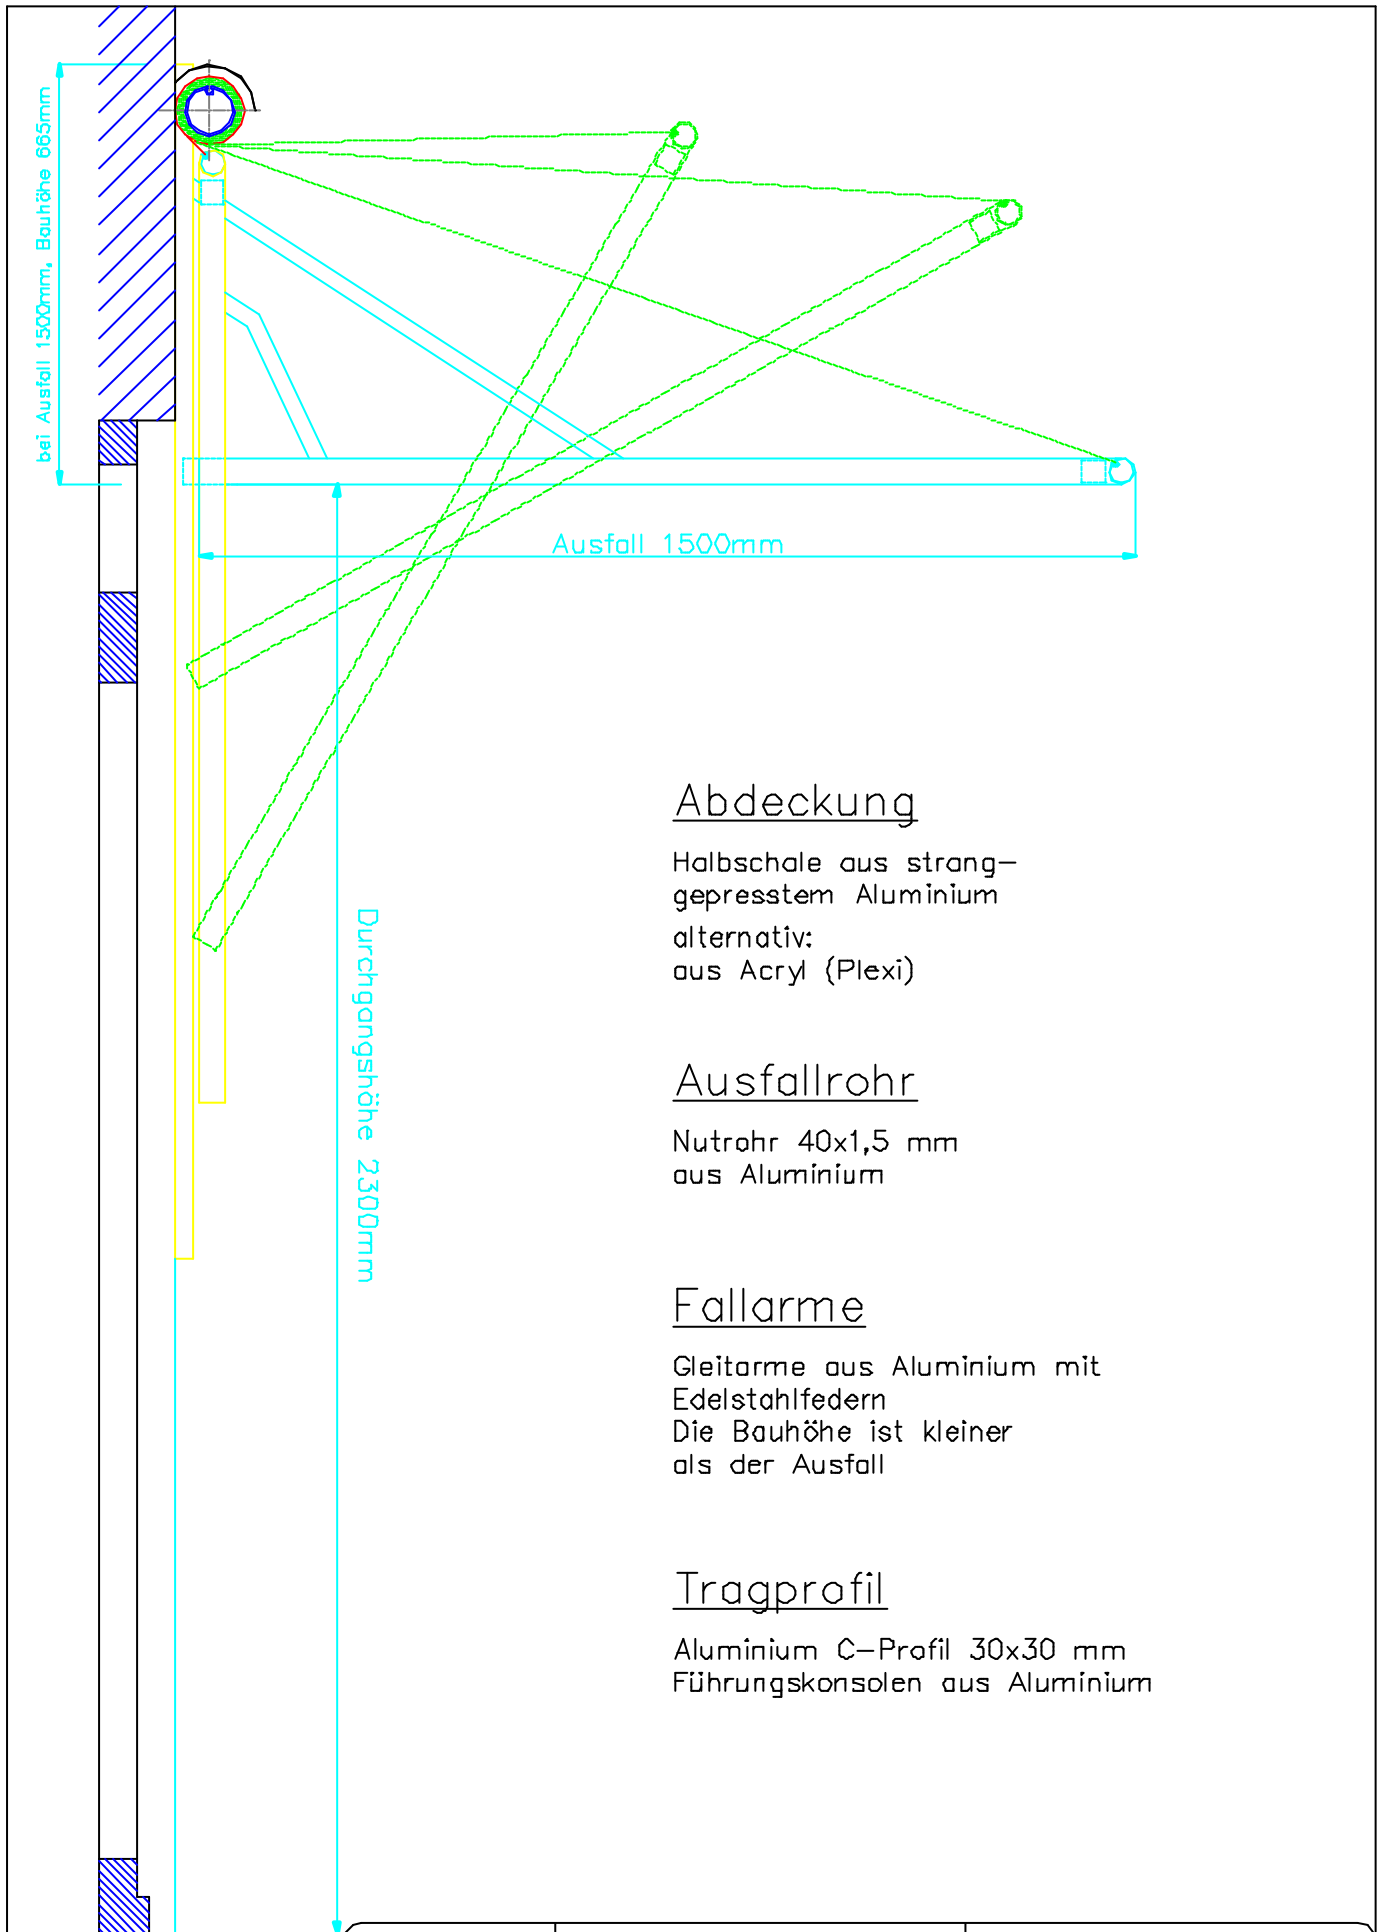 bei Ausfall 1500mm, Bauhöhe 665mm
Ausfall 1500mm
Durchgangshöhe 2300mm
Abdeckung
Halbschale aus strang-
gepresstem Aluminium
alternativ:
aus Acryl (Plexi)
Ausfallrohr
Nutrohr 40x1,5 mm
aus Aluminium
Fallarme
Gleitarme aus Aluminium mit
Edelstahlfedern
Die Bauhöhe ist kleiner
als der Ausfall
Tragprofil
Aluminium C-Profil 30x30 mm
Führungskonsolen aus Aluminium